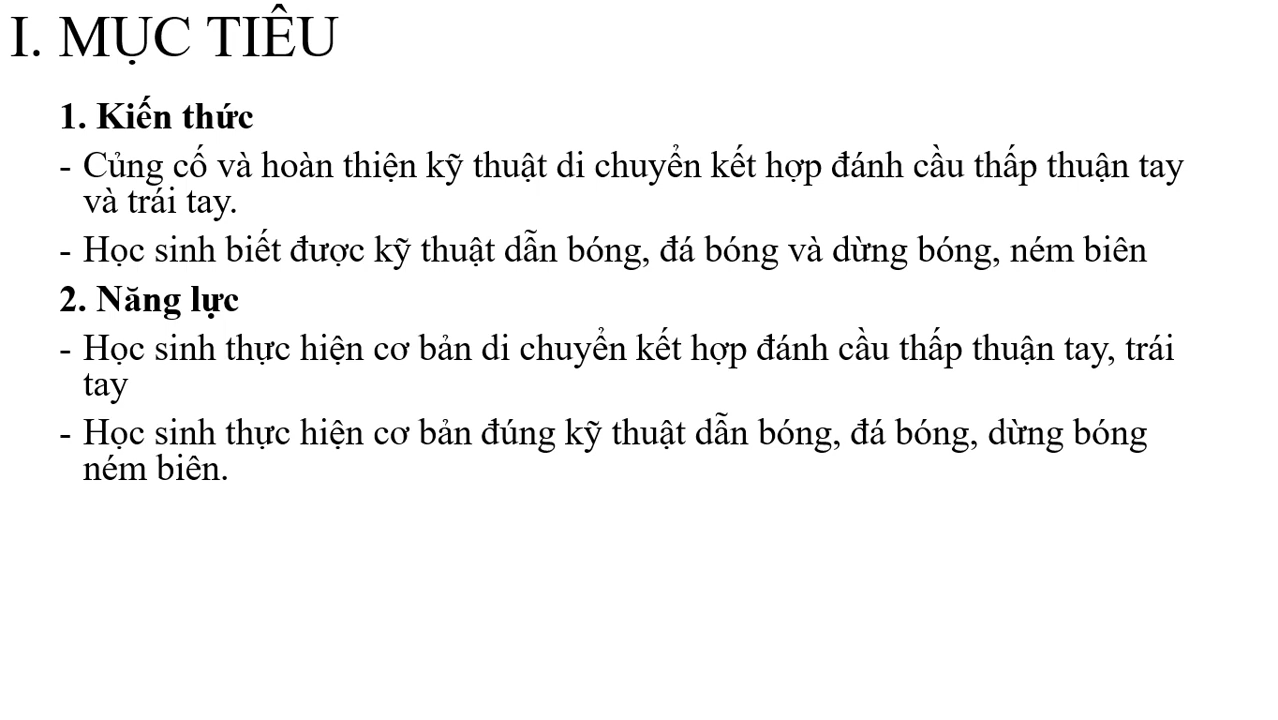 I. MỤC TIÊU
1. Kiến thức
- Củng cố và hoàn thiện kỹ thuật di chuyển kết hợp đánh cầu thấp thuận tay
và trái tay.
- Học sinh biết được kỹ thuật dẫn bóng, đá bóng và dừng bóng, ném biên
2. Năng lực
- Học sinh thực hiện cơ bản di chuyển kết hợp đánh cầu thấp thuận tay, trái
tay
- Học sinh thực hiện cơ bản đúng kỹ thuật dẫn bóng, đá bóng, dừng bóng
ném biên.